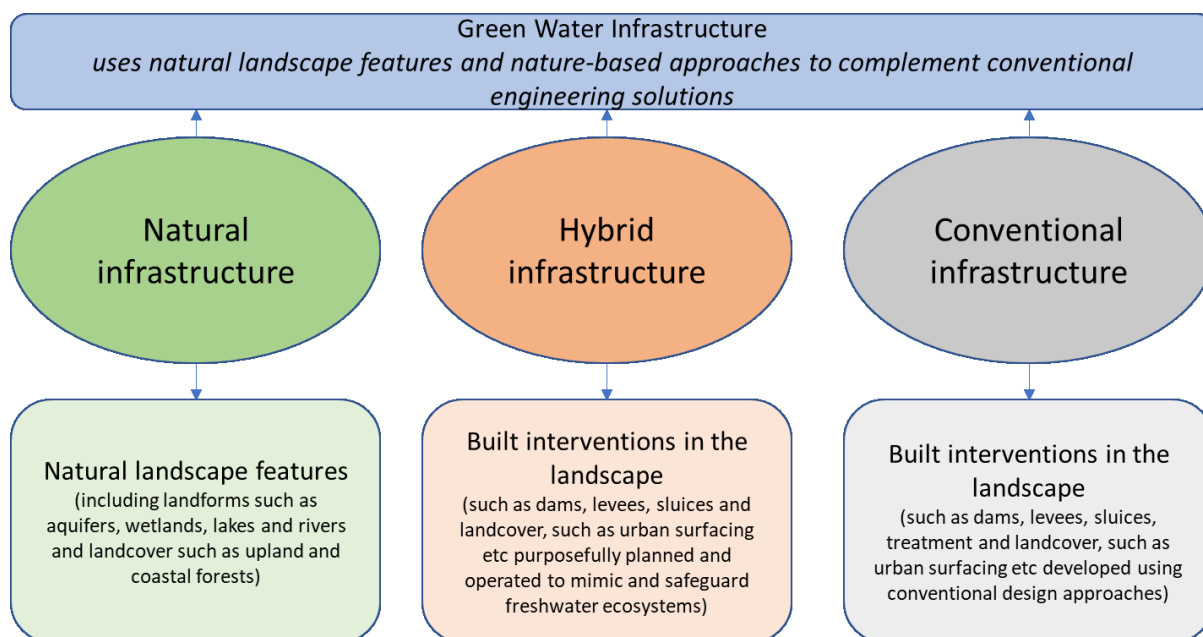 Green Water Infrastructure
uses natural landscape features and nature-based approaches to complement conventional
engineering solutions
Natural
infrastructure
Hybrid
infrastructure
Conventional
infrastructure
Natural landscape features
(including landforms such as
aquifers, wetlands, lakes and rivers
and landcover such as upland and
coastal forests)
Built interventions in the
landscape
(such as dams, levees, sluices and
landcover, such as urban surfacing
etc purposefully planned and
operated to mimic and safeguard
freshwater ecosystems)
Built interventions in the
landscape
(such as dams, levees, sluices,
treatment and landcover, such as
urban surfacing etc developed using
conventional design approaches)